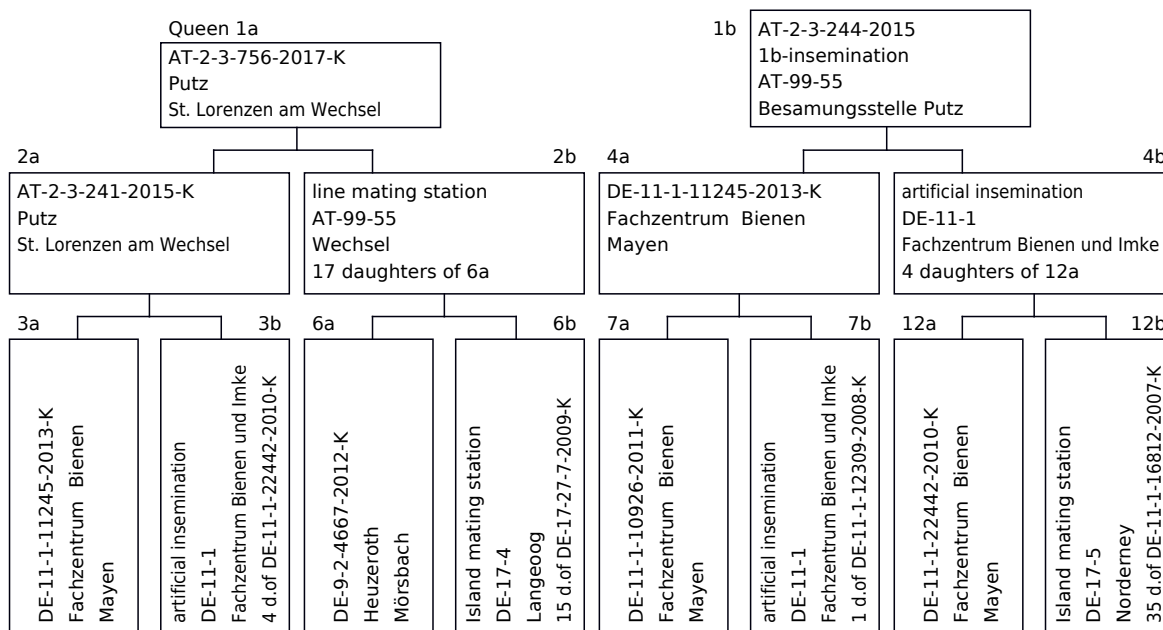 Queen 1a
AT-2-3-756-2017-K
Putz
St. Lorenzen am Wechsel
1b
AT-2-3-244-2015
1b-insemination
AT-99-55
Besamungsstelle Putz
2a
AT-2-3-241-2015-K
Putz
St. Lorenzen am Wechsel
2b
line mating station
AT-99-55
Wechsel
17 daughters of 6a
4a
DE-11-1-11245-2013-K
Fachzentrum Bienen
Mayen
4b
artificial insemination
DE-11-1
Fachzentrum Bienen und Imke
4 daughters of 12a
3a
DE-11-1-11245-2013-K
Fachzentrum Bienen
Mayen
3b
artificial insemination
DE-11-1
Fachzentrum Bienen und Imke
4 d.of DE-11-1-22442-2010-K
6a
DE-9-2-4667-2012-K
Heuzeroth
Mörsbach
6b
Island mating station
DE-17-4
Langeoog
15 d.of DE-17-27-7-2009-K
7a
DE-11-1-10926-2011-K
Fachzentrum Bienen
Mayen
7b
artificial insemination
DE-11-1
Fachzentrum Bienen und Imke
1 d.of DE-11-1-12309-2008-K
12a
DE-11-1-22442-2010-K
Fachzentrum Bienen
Mayen
12b
Island mating station
DE-17-5
Norderney
35 d.of DE-11-1-16812-2007-K